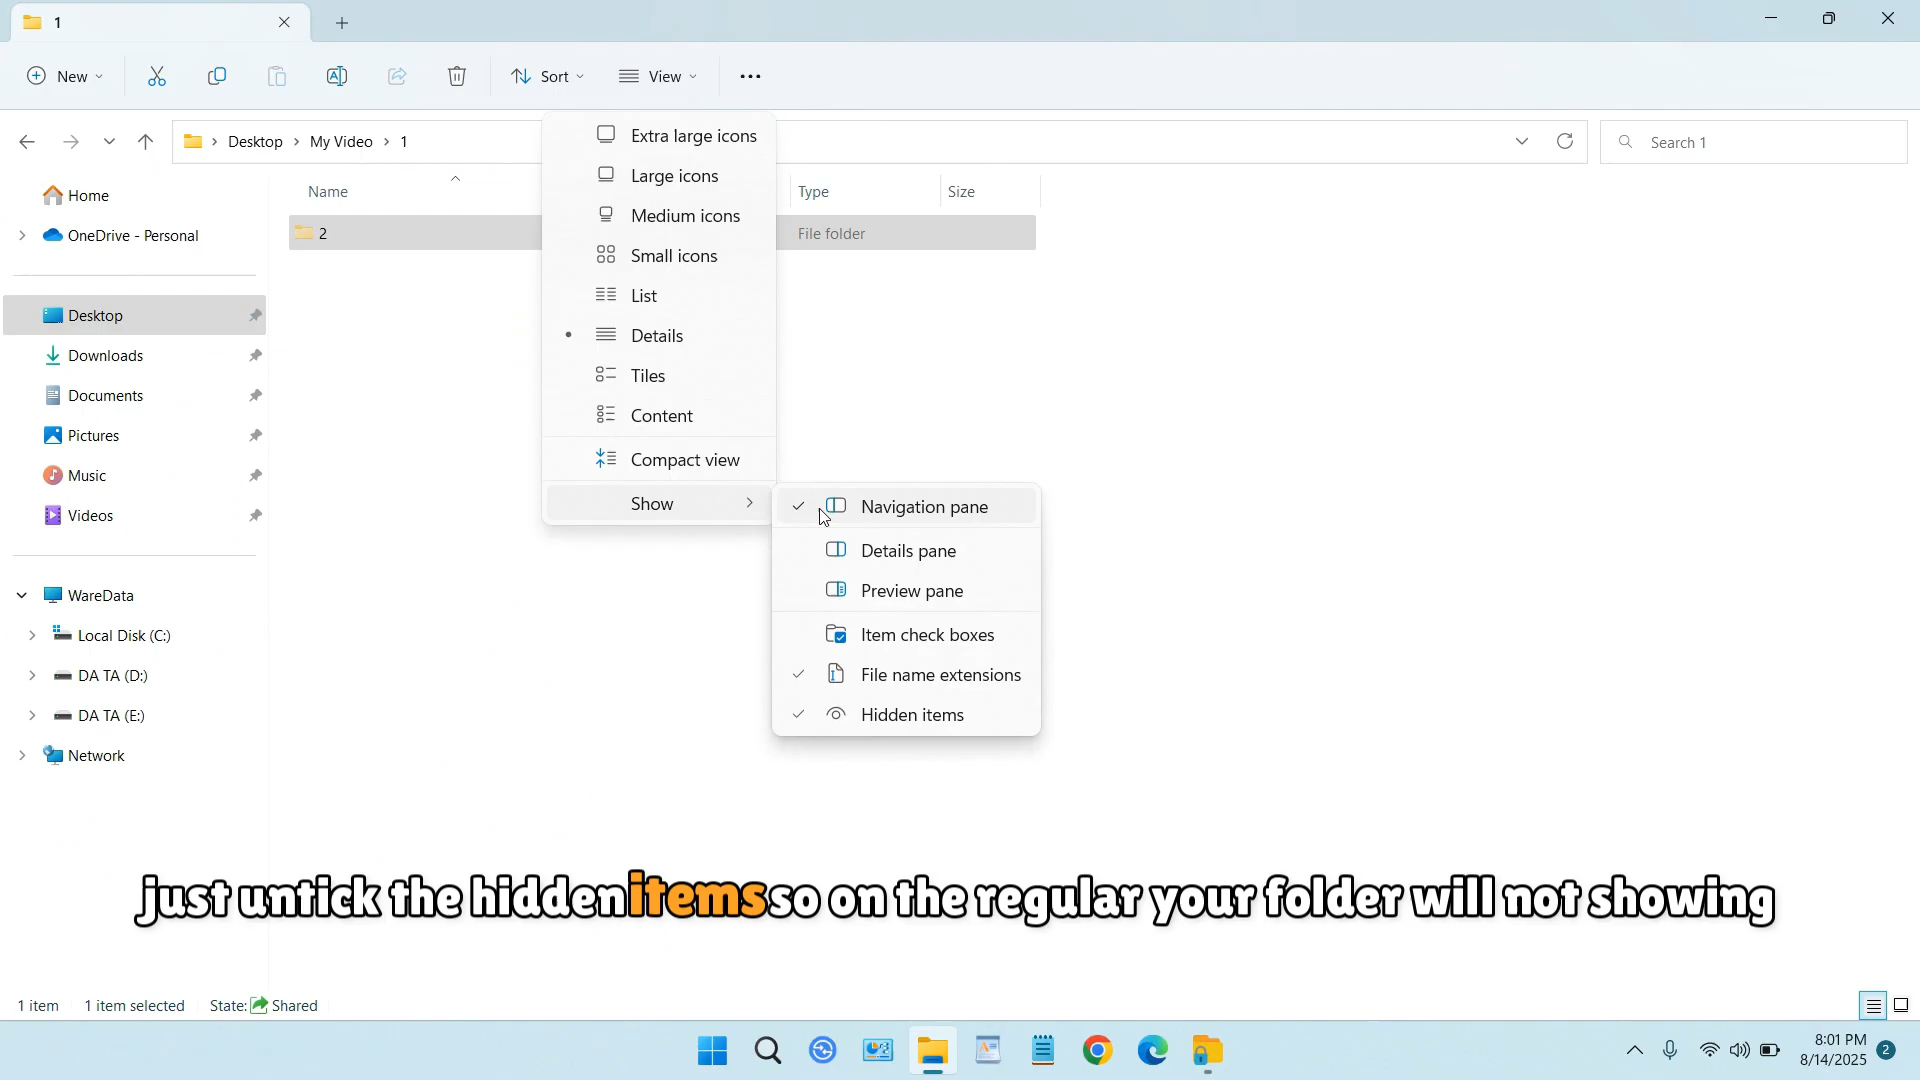 1
New
Sort
View
Desktop > My Video > 1
Search 1
Home
OneDrive - Personal
Desktop
Downloads
Documents
Pictures
Music
Videos
WareData
Local Disk (C:)
DA TA (D:)
DA TA (E:)
Network
Name
Type
Size
2
File folder
Extra large icons
Large icons
Medium icons
Small icons
List
Details
Tiles
Content
Compact view
Show
Navigation pane
Details pane
Preview pane
Item check boxes
File name extensions
Hidden items
just untick the hidden items so on the regular your folder will not showing
1 item
1 item selected
State: Shared
8:01 PM
8/14/2025
2